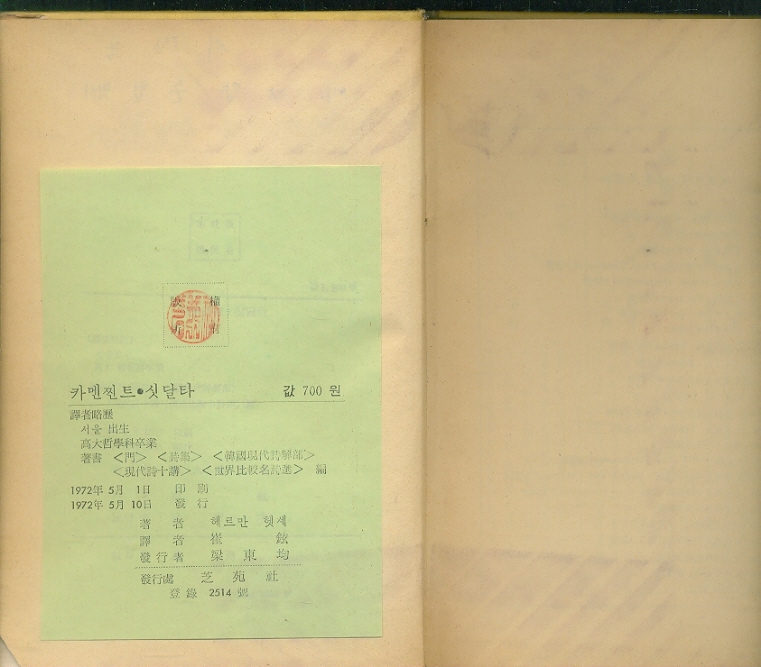 카멘찐트●싯달타 값 700 원
譯者略歷
서울 出生
高大哲學科卒業
著書 <門> <詩集> <韓國現代詩解部>
<現代詩十講> <世界比較名詩選> 編
1972年 5月 1日 印刷
1972年 5月 10日 發行
著者 헤르만 헷세
譯者 崔 鉉
發行者 梁東均
發行處 芝苑社
登錄 2514 號